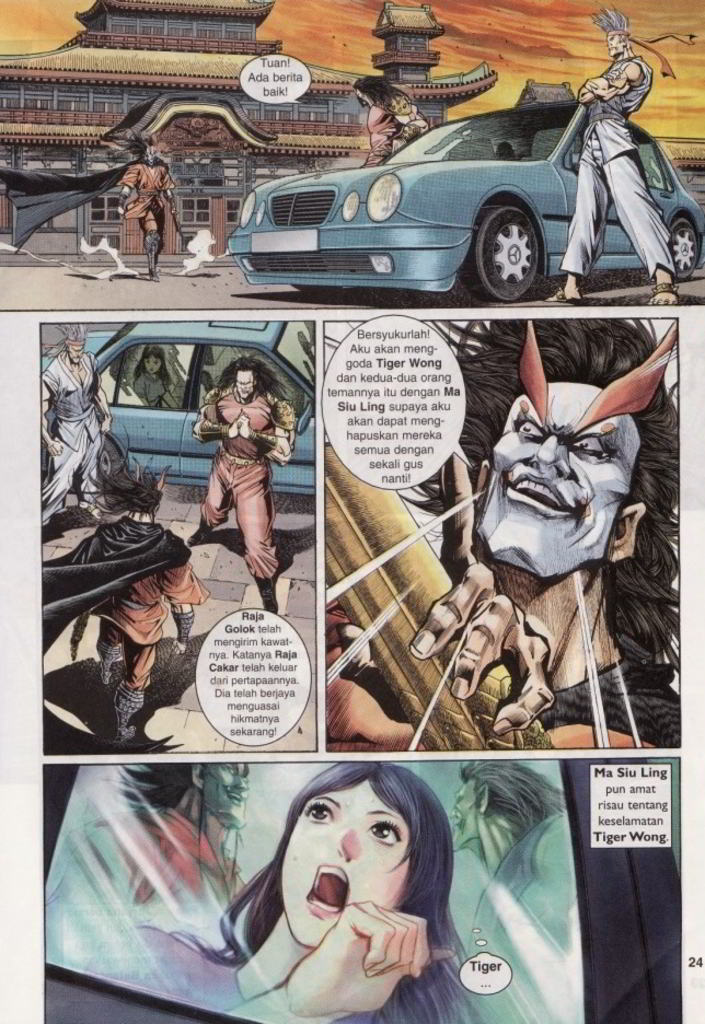 Tuan!
Ada berita
baik!
Bersyukurlah!
Aku akan meng-
goda Tiger Wong
dan kedua-dua orang
temannya itu dengan Ma
Siu Ling supaya aku
akan dapat meng-
hapuskan mereka
semua dengan
sekali gus
nanti!
Raja
Golok telah
mengirim kawat-
nya. Katanya Raja
Cakar telah keluar
dari pertapaannya.
Dia telah berjaya
menguasai
hikmatnya
sekarang!
Ma Siu Ling
pun amat
risau tentang
keselamatan
Tiger Wong.
Tiger
...
24